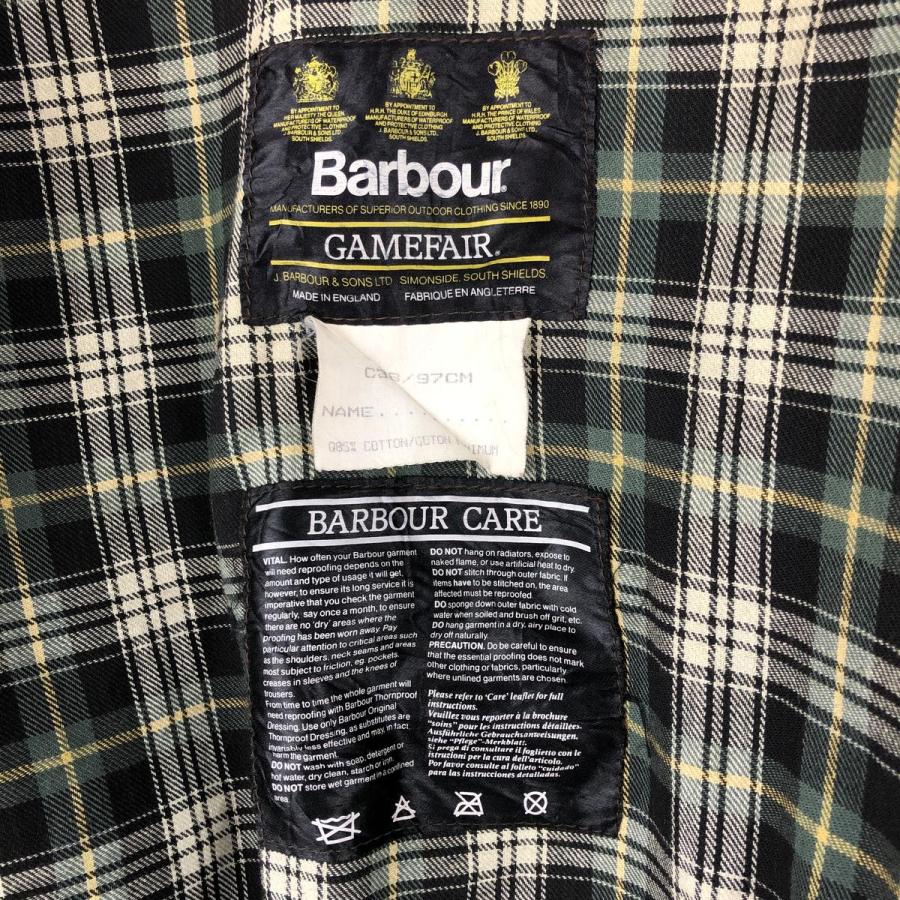 BY APPOINTMENT TO
HER MAJESTY THE QUEEN
MANUFACTURERS OF WATERPROOF
AND PROTECTIVE CLOTHING
J. BARBOUR & SONS LTD.
SOUTH SHIELDS.
BY APPOINTMENT TO
H.R.H. THE DUKE OF EDINBURGH
MANUFACTURERS OF WATERPROOF
& PROTECTIVE CLOTHING
J. BARBOUR & SONS LTD.
SOUTH SHIELDS.
BY APPOINTMENT TO
H.R.H. THE PRINCE OF WALES
MANUFACTURERS OF WATERPROOF
AND PROTECTIVE CLOTHING
J. BARBOUR & SONS LTD.
SOUTH SHIELDS.
Barbour®
MANUFACTURERS OF SUPERIOR OUTDOOR CLOTHING SINCE 1890
GAMEFAIR®
J. BARBOUR & SONS LTD SIMONSIDE, SOUTH SHIELDS.
MADE IN ENGLAND FABRIQUE EN ANGLETERRE
/97CM
NAME.........
COTTON/COTON
BARBOUR CARE
VITAL. How often your Barbour garment
will need reproofing depends on the
amount and type of usage it will get,
however, to ensure its long service it is
imperative that you check the garment
regularly, say once a month, to ensure
there are no 'dry' areas where the
proofing has been worn away. Pay
particular attention to critical areas such
as the shoulders, neck seams and areas
most subject to friction, eg. pockets,
creases in sleeves and the knees of
trousers.
From time to time the whole garment will
need reproofing with Barbour Thornproof
Dressing. Use only Barbour Original
Thornproof Dressing, as substitutes are
invariably less effective and may, in fact,
harm the garment.
DO NOT wash with soap, detergent or
hot water, dry clean, starch or iron.
DO NOT store wet garment in a confined
area.
DO NOT hang on radiators, expose to
naked flame, or use artificial heat to dry.
DO NOT stitch through outer fabric. If
items have to be stitched on, the area
affected must be reproofed.
DO sponge down outer fabric with cold
water when soiled and brush off grit, etc.
DO hang garment in a dry, airy place to
dry off naturally.
PRECAUTION. Do be careful to ensure
that the essential proofing does not mark
other clothing or fabrics, particularly
where unlined garments are chosen.
Please refer to 'Care' leaflet for full
instructions.
Veuillez vous reporter à la brochure
"soins" pour les instructions détaillées.
Ausführliche Gebrauchsanweisungen,
siehe "Pflege"-Merkblatt.
Si prega di consultare il foglietto con le
istruzioni per la cura dell'articolo.
Por favor consulte al folleto "cuidado"
para las instrucciones detalladas.